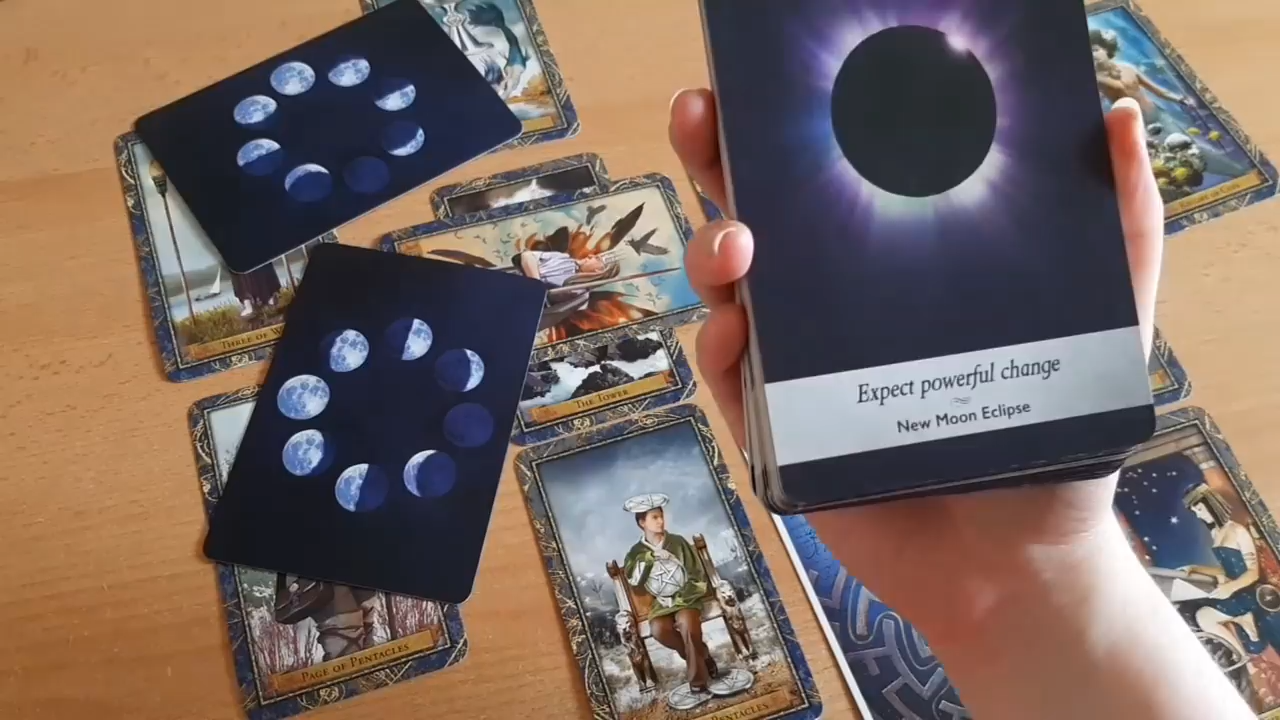 Expect powerful change
New Moon Eclipse
THREE OF
THE TOWER
PAGE OF PENTACLES
PENTACLES